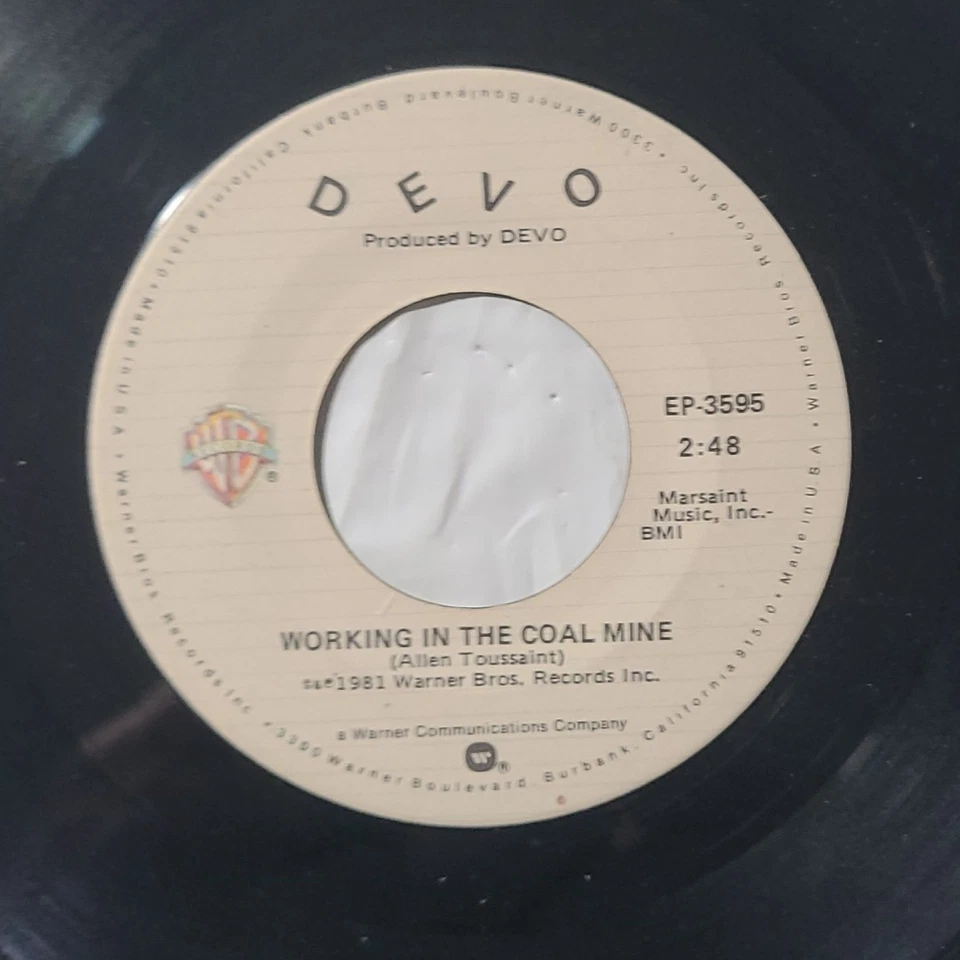 DEVO
Produced by DEVO
EP-3595
2:48
Marsaint
Music, Inc.-
BMI
WORKING IN THE COAL MINE
(Allen Toussaint)
1981 Warner Bros. Records Inc.
a Warner Communications Company
®
®
• Warner Bros Records Inc • 3300 Warner Boulevard Burbank California 91510 • Made in U S A • Warner Bros Records Inc • 3300 Warner Boulevard, Burbank, California 91510 • Made in U.S.A.